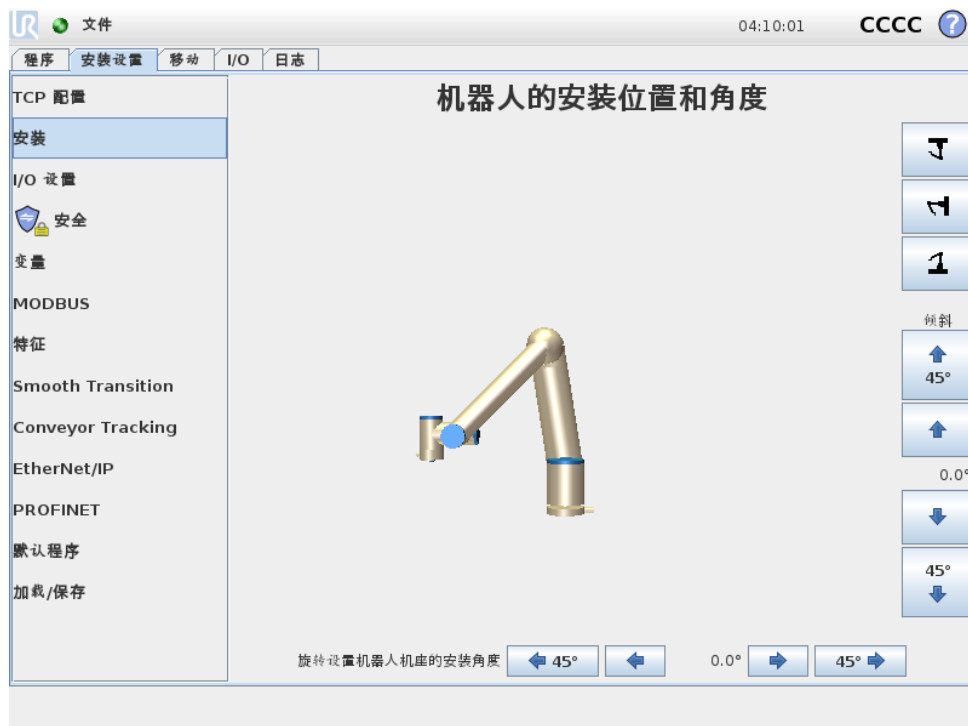 UR 文件 04:10:01 CCCC ?
程序 安装设置 移动 I/O 日志
TCP 配置
安装
I/O 设置
安全
变量
MODBUS
特征
Smooth Transition
Conveyor Tracking
EtherNet/IP
PROFINET
默认程序
加载/保存
机器人的安装位置和角度
倾斜
45°
0.0°
45°
旋转设置机器人机座的安装角度 45° 0.0° 45°